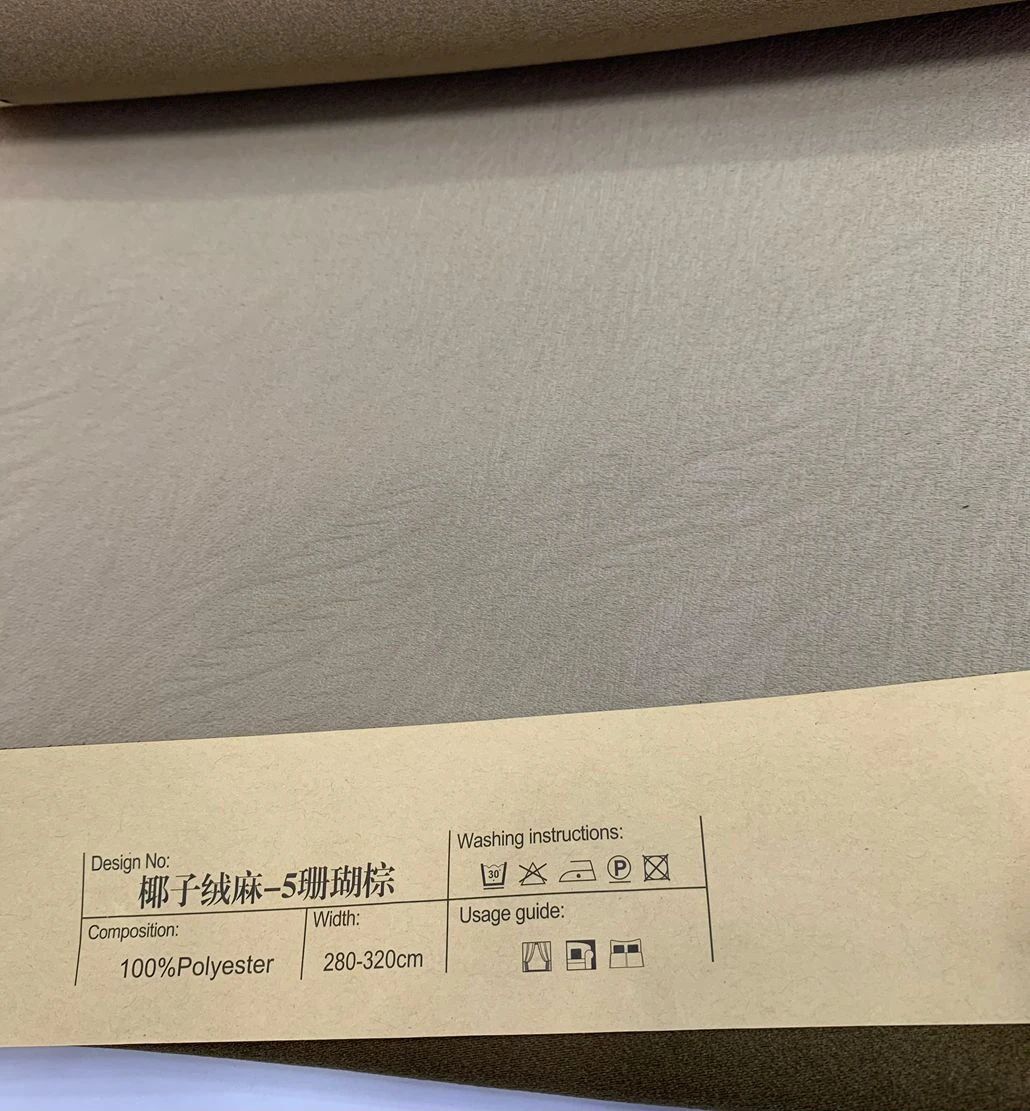 Design No:
椰子绒麻-5珊瑚棕
Composition:
100%Polyester
Width:
280-320cm
Washing instructions:
30°
P
Usage guide: